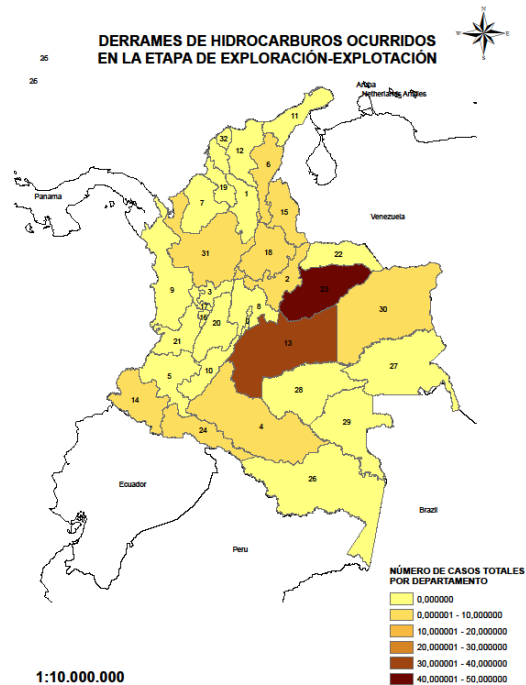 DERRAMES DE HIDROCARBUROS OCURRIDOS
EN LA ETAPA DE EXPLORACIÓN-EXPLOTACIÓN
N
W
E
S
25
26
Aruba
Netherlands Antilles
11
32
12
6
Panama
19
7
1
15
Venezuela
31
18
22
2
23
9
3
17
8
30
16
20
13
21
10
27
5
28
14
29
24
4
26
Ecuador
Brazil
Peru
NÚMERO DE CASOS TOTALES
POR DEPARTAMENTO
0,000000
0,000001 - 10,000000
10,000001 - 20,000000
20,000001 - 30,000000
30,000001 - 40,000000
40,000001 - 50,000000
1:10.000.000